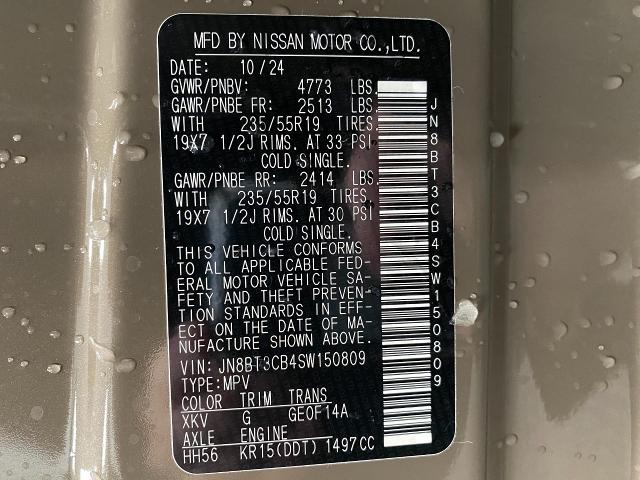 MFD BY NISSAN MOTOR CO.,LTD.
DATE: 10/24
GVWR/PNBV: 4773 LBS.
GAWR/PNBE FR: 2513 LBS.
WITH 235/55R19 TIRES.
19X7 1/2J RIMS. AT 33 PSI
COLD SINGLE.
GAWR/PNBE RR: 2414 LBS.
WITH 235/55R19 TIRES.
19X7 1/2J RIMS. AT 30 PSI
COLD SINGLE.
THIS VEHICLE CONFORMS
TO ALL APPLICABLE FED-
ERAL MOTOR VEHICLE SA-
FETY AND THEFT PREVEN-
TION STANDARDS IN EFF-
ECT ON THE DATE OF MA-
NUFACTURE SHOWN ABOVE.
VIN: JN8BT3CB4SW150809
TYPE:MPV
COLOR TRIM TRANS
XKV G GE0F14A
AXLE ENGINE
HH56 KR15(DDT) 1497CC
JN8BT3CB4SW150809